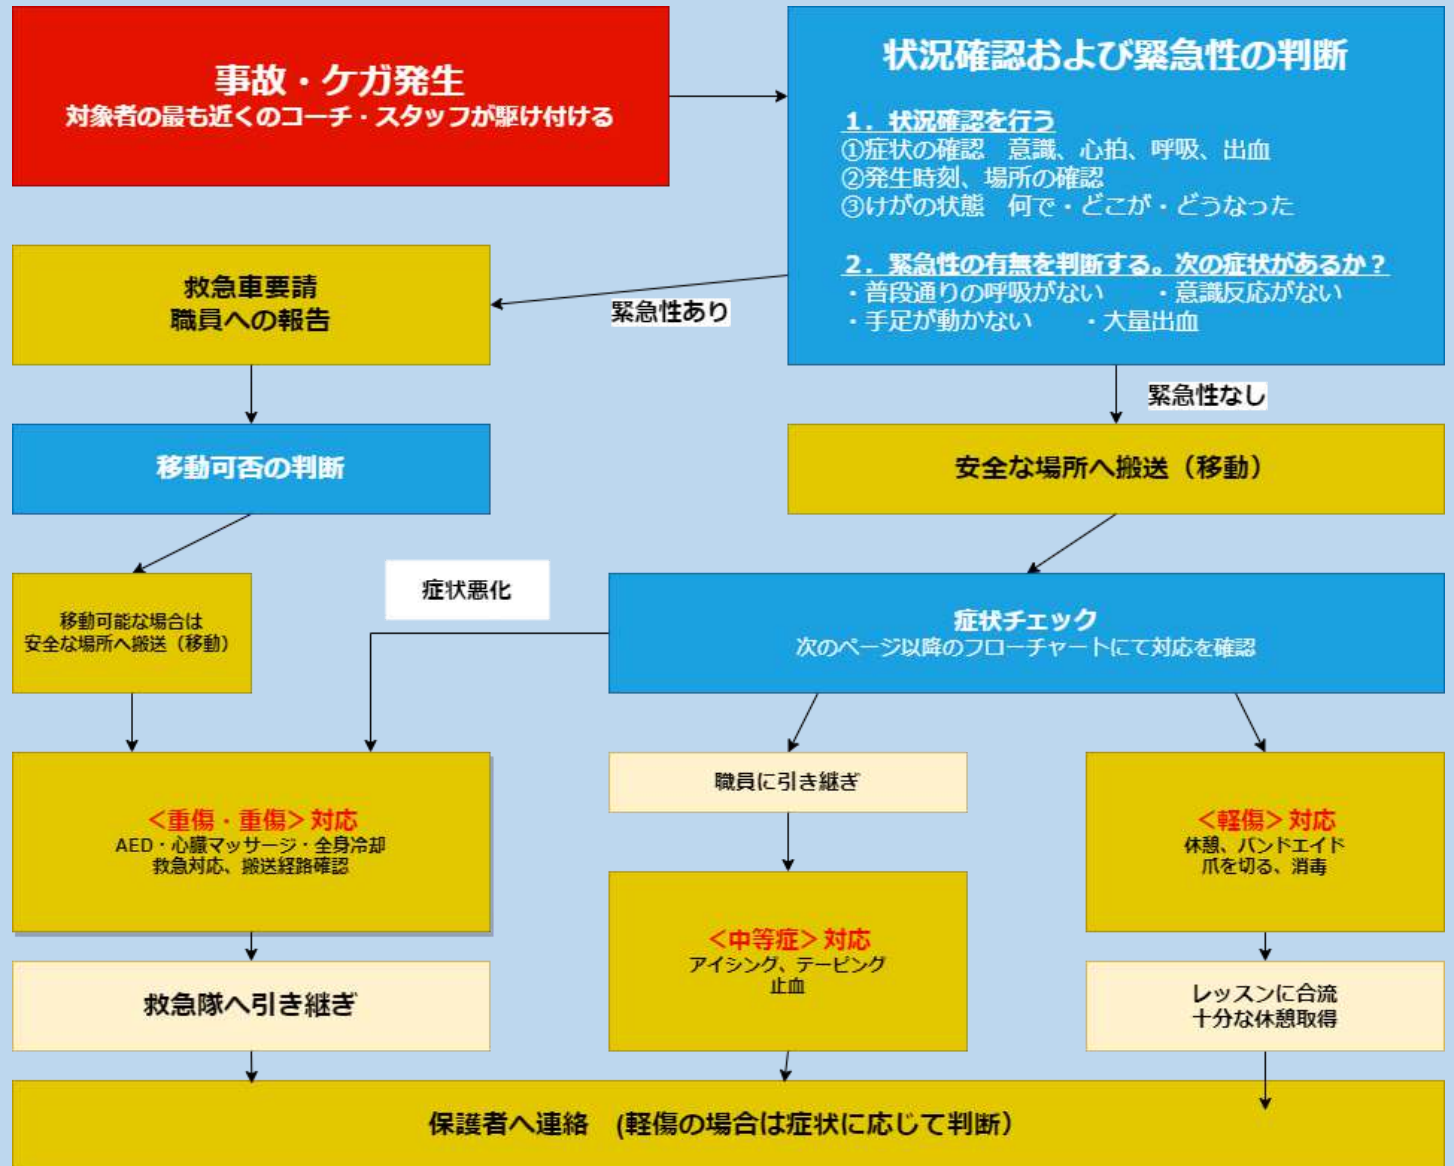 事故・ケガ発生
対象者の最も近くのコーチ・スタッフが駆け付ける
状況確認および緊急性の判断
１．状況確認を行う
①症状の確認　意識、心拍、呼吸、出血
②発生時刻、場所の確認
③けがの状態　何で・どこが・どうなった
２．緊急性の有無を判断する。次の症状があるか？
・普段通りの呼吸がない　　・意識反応がない
・手足が動かない　　・大量出血
緊急性あり
救急車要請
職員への報告
緊急性なし
移動可否の判断
安全な場所へ搬送（移動）
移動可能な場合は
安全な場所へ搬送（移動）
症状悪化
症状チェック
次のページ以降のフローチャートにて対応を確認
＜重傷・重傷＞対応
AED・心臓マッサージ・全身冷却
救急対応、搬送経路確認
職員に引き継ぎ
＜軽傷＞対応
休憩、バンドエイド
爪を切る、消毒
＜中等症＞対応
アイシング、テーピング
止血
救急隊へ引き継ぎ
レッスンに合流
十分な休憩取得
保護者へ連絡　(軽傷の場合は症状に応じて判断）